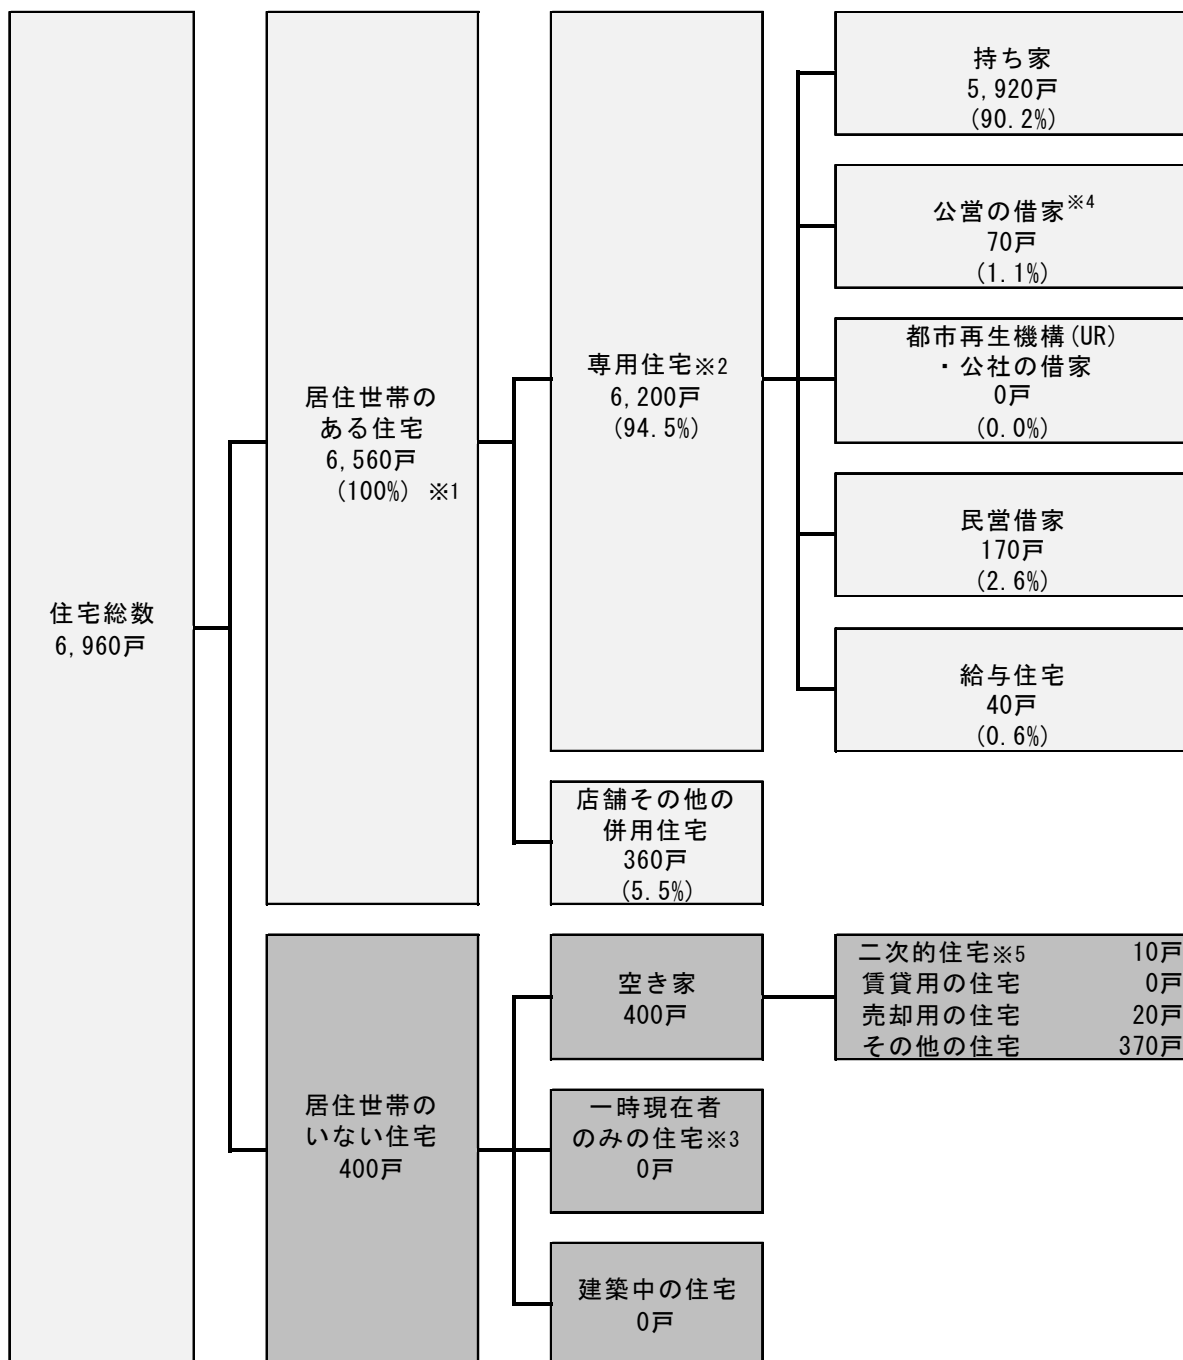 住宅総数
6,960戸
居住世帯の
ある住宅
6,560戸
(100%) ※1
専用住宅※2
6,200戸
(94.5%)
持ち家
5,920戸
(90.2%)
公営の借家※4
70戸
(1.1%)
都市再生機構(UR)
・公社の借家
0戸
(0.0%)
民営借家
170戸
(2.6%)
給与住宅
40戸
(0.6%)
店舗その他の
併用住宅
360戸
(5.5%)
居住世帯の
いない住宅
400戸
空き家
400戸
二次的住宅※5 10戸
賃貸用の住宅 0戸
売却用の住宅 20戸
その他の住宅 370戸
一時現在者
のみの住宅※3
0戸
建築中の住宅
0戸